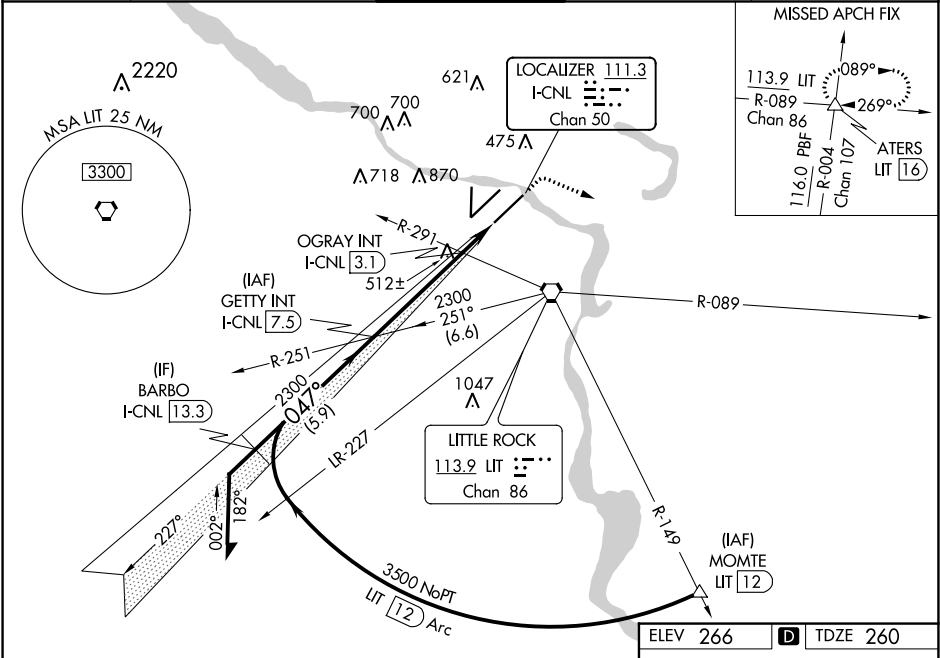 2220
MSA LIT 25 NM
3300
621
700
700
475
718
870
LOCALIZER 111.3
I-CNL
Chan 50
MISSED APCH FIX
089°
113.9 LIT
R-089
Chan 86
269°
116.0 PBF
R-004
Chan 107
ATERS
LIT 16
R-291
OGRAY INT
I-CNL 3.1
512±
(IAF)
GETTY INT
I-CNL 7.5
2300
251°
(6.6)
R-251
R-089
(IF)
BARBO
I-CNL 13.3
2300
047°
(5.9)
LR-227
1047
LITTLE ROCK
113.9 LIT
Chan 86
227°
002°
182°
R-149
(IAF)
MOMTE
LIT 12
3500 NoPT
LIT 12 Arc
ELEV 266
D
TDZE 260